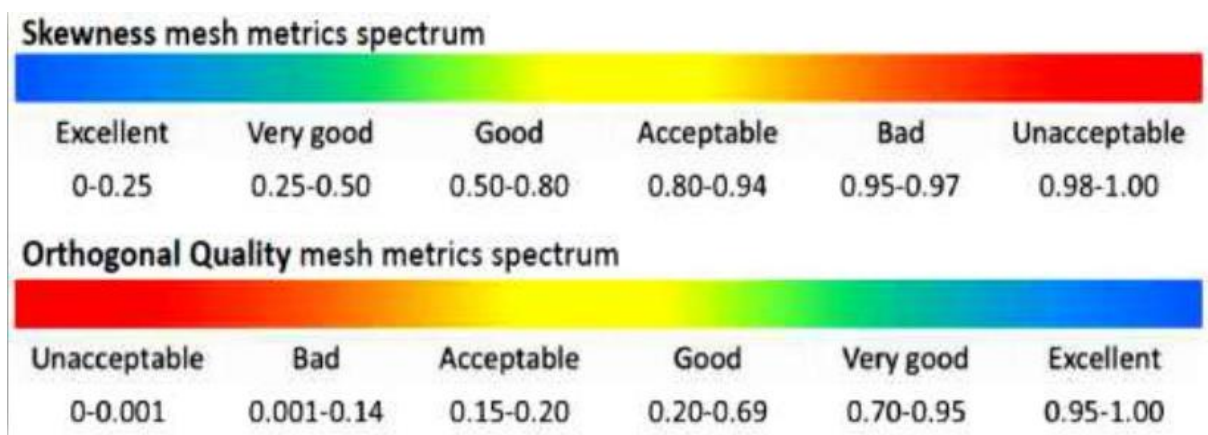 Skewness mesh metrics spectrum
Excellent Very good Good Acceptable Bad Unacceptable
0-0.25 0.25-0.50 0.50-0.80 0.80-0.94 0.95-0.97 0.98-1.00
Orthogonal Quality mesh metrics spectrum
Unacceptable Bad Acceptable Good Very good Excellent
0-0.001 0.001-0.14 0.15-0.20 0.20-0.69 0.70-0.95 0.95-1.00